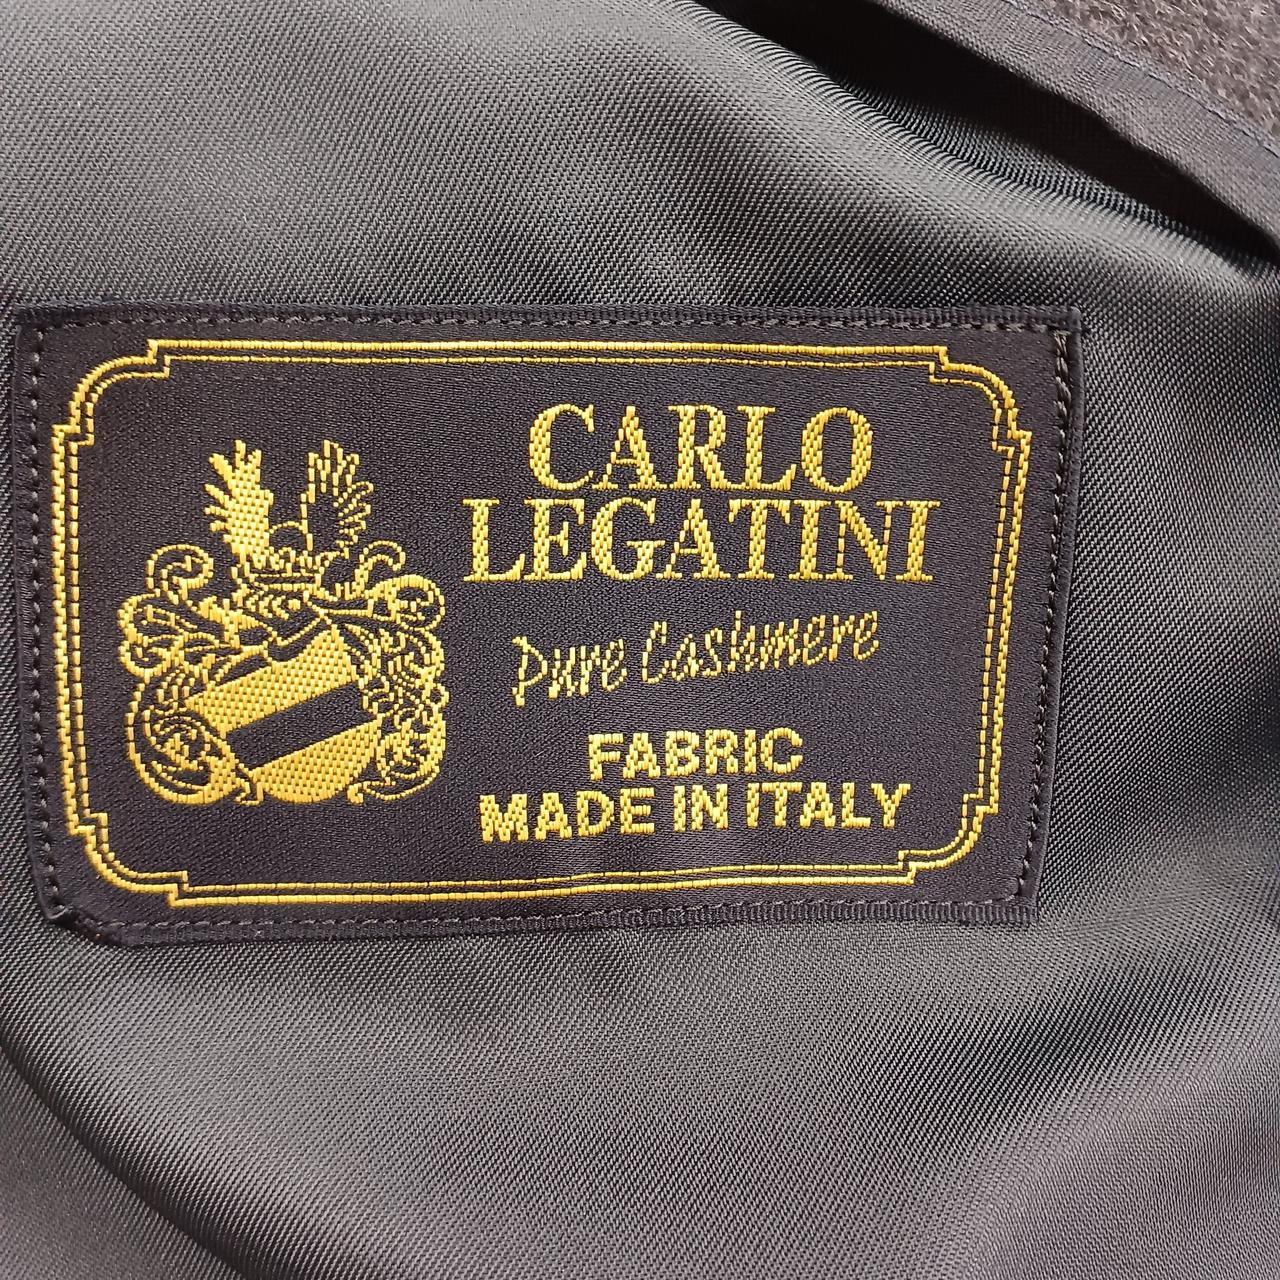 CARLO
LEGATINI
Pure Cashmere
FABRIC
MADE IN ITALY